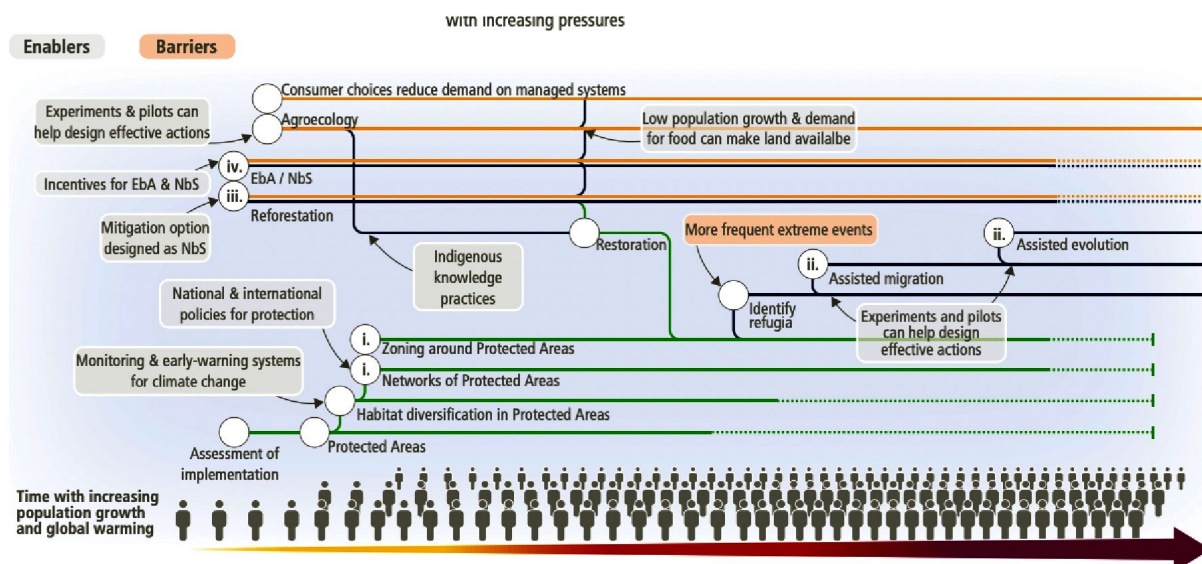 with increasing pressures
Enablers
Barriers
Consumer choices reduce demand on managed systems
Experiments & pilots can
help design effective actions
Agroecology
Low population growth & demand
for food can make land availalbe
iv.
EbA / NbS
Incentives for EbA & NbS
iii.
Reforestation
Mitigation option
designed as NbS
Restoration
More frequent extreme events
ii.
Assisted evolution
Indigenous
knowledge
practices
ii.
Assisted migration
National & international
policies for protection
Identify
refugia
Experiments and pilots
can help design
effective actions
i.
Zoning around Protected Areas
Monitoring & early-warning systems
for climate change
i.
Networks of Protected Areas
Habitat diversification in Protected Areas
Assessment of
implementation
Protected Areas
Time with increasing
population growth
and global warming